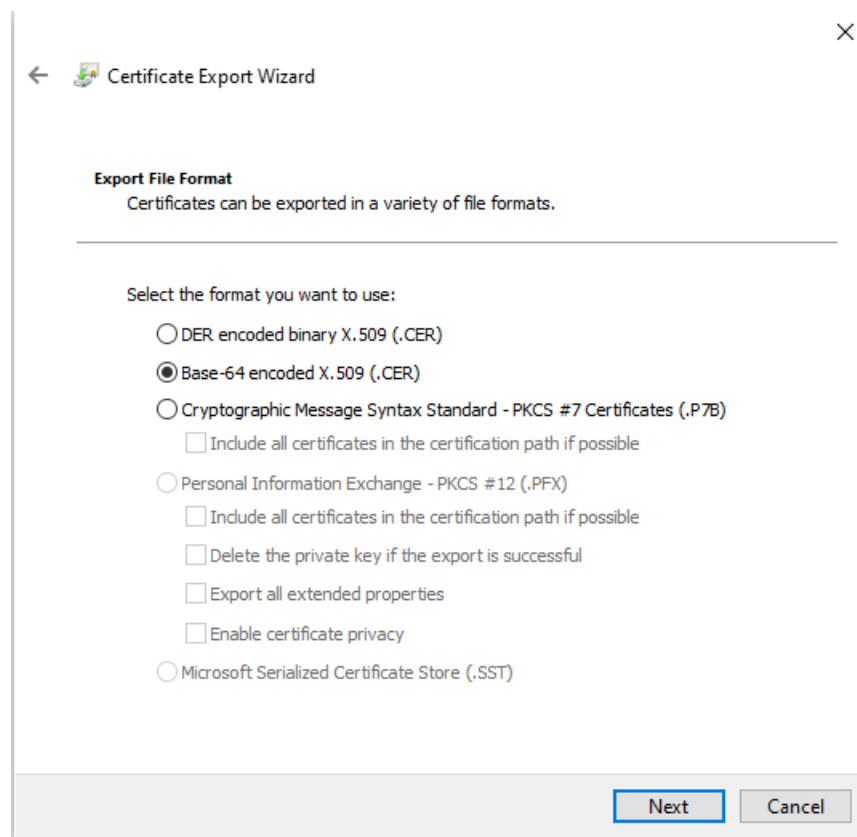 Certificate Export Wizard
Export File Format
Certificates can be exported in a variety of file formats.
Select the format you want to use:
DER encoded binary X.509 (.CER)
Base-64 encoded X.509 (.CER)
Cryptographic Message Syntax Standard - PKCS #7 Certificates (.P7B)
Include all certificates in the certification path if possible
Personal Information Exchange - PKCS #12 (.PFX)
Include all certificates in the certification path if possible
Delete the private key if the export is successful
Export all extended properties
Enable certificate privacy
Microsoft Serialized Certificate Store (.SST)
Next Cancel